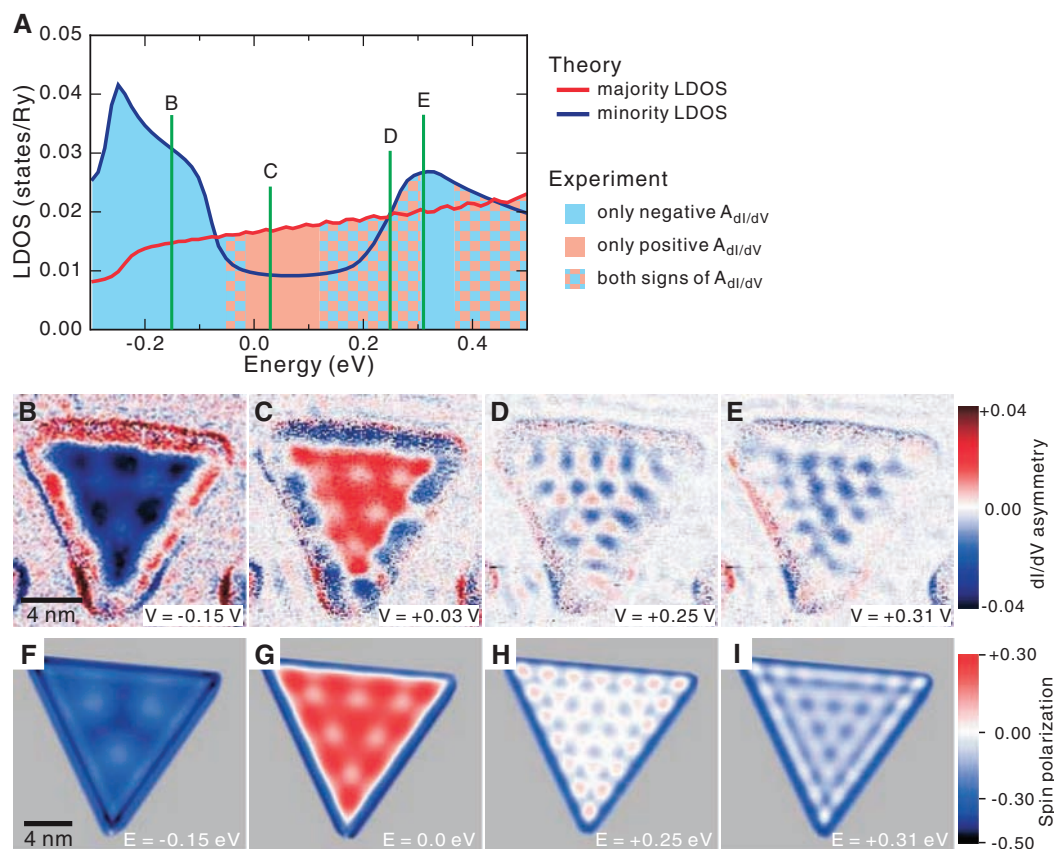 A
0.05
0.04
0.03
0.02
0.01
0.00
LDOS (states/Ry)
B
C
D
E
-0.2
0.0
0.2
0.4
Energy (eV)
Theory
majority LDOS
minority LDOS
Experiment
only negative A_dI/dV
only positive A_dI/dV
both signs of A_dI/dV
B
4 nm
V = -0.15 V
C
V = +0.03 V
D
V = +0.25 V
E
V = +0.31 V
+0.04
0.00
-0.04
dI/dV asymmetry
F
4 nm
E = -0.15 eV
G
E = 0.0 eV
H
E = +0.25 eV
I
E = +0.31 eV
+0.30
0.00
-0.30
-0.50
Spin polarization